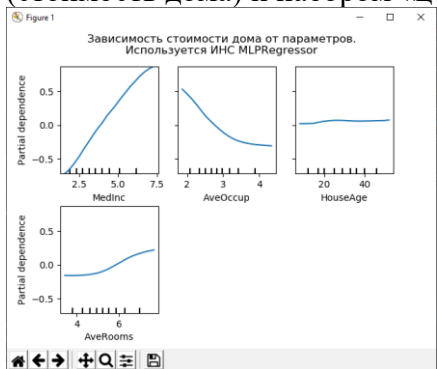 (стоимость дома) и набором
Figure 1
Зависимость стоимости дома от параметров.
Используется ИНС MLPRegressor
Partial dependence
0.5
0.0
−0.5
2.5 5.0 7.5
MedInc
2 3 4
AveOccup
20 40
HouseAge
Partial dependence
0.5
0.0
−0.5
4 6
AveRooms